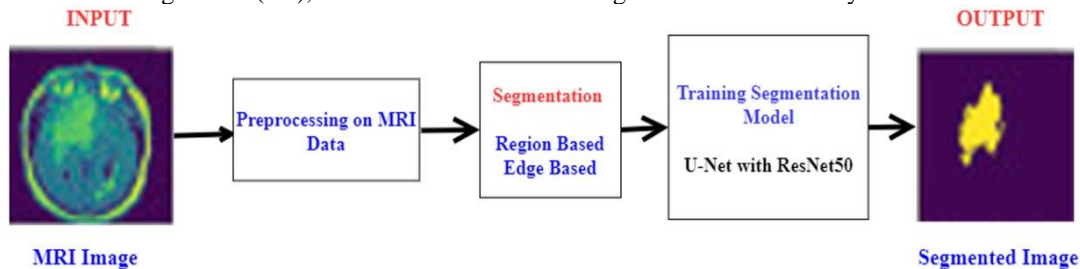 INPUT
OUTPUT
Preprocessing on MRI
Data
Segmentation
Region Based
Edge Based
Training Segmentation
Model
U-Net with ResNet50
MRI Image
Segmented Image